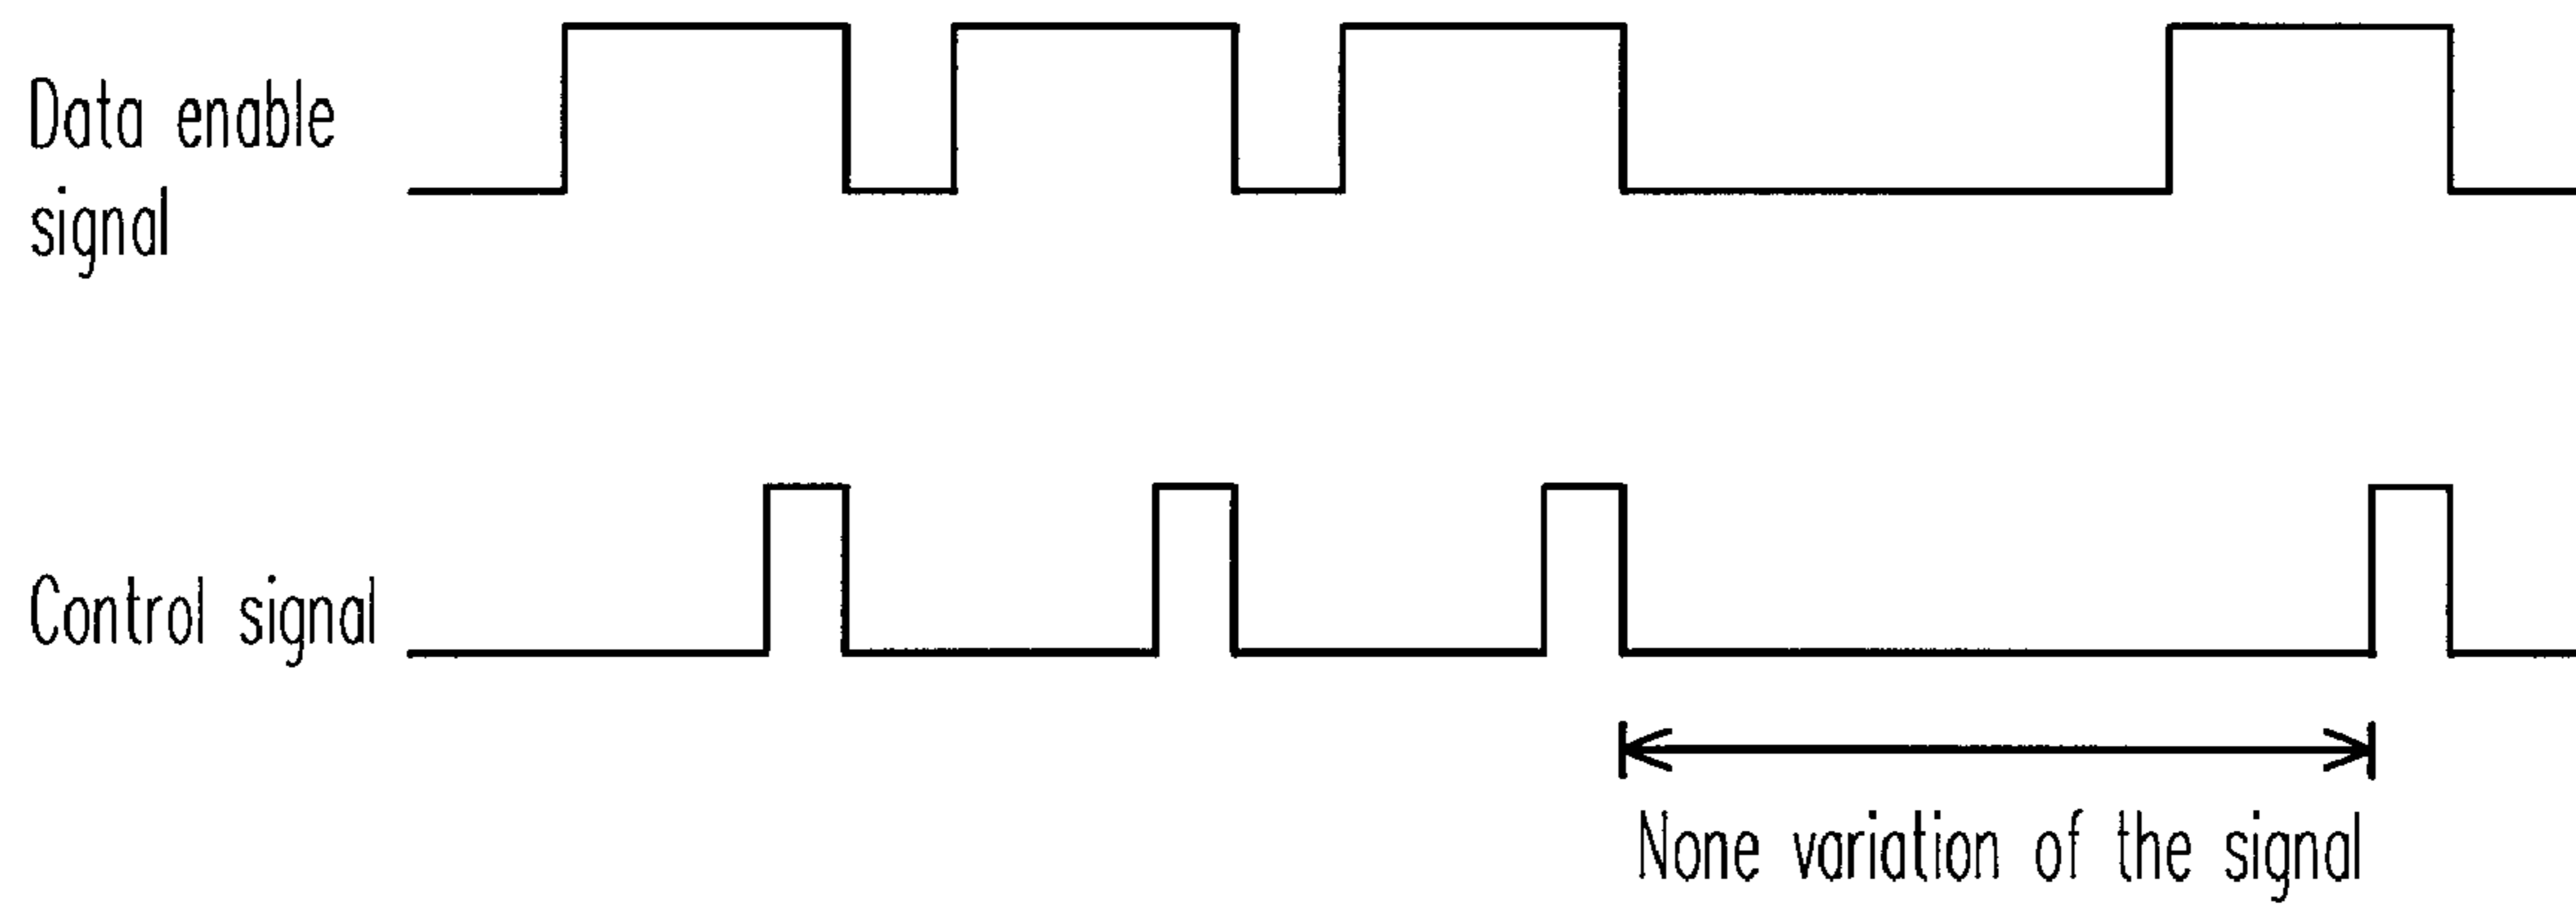 Data enable
signal
Control signal
None variation of the signal